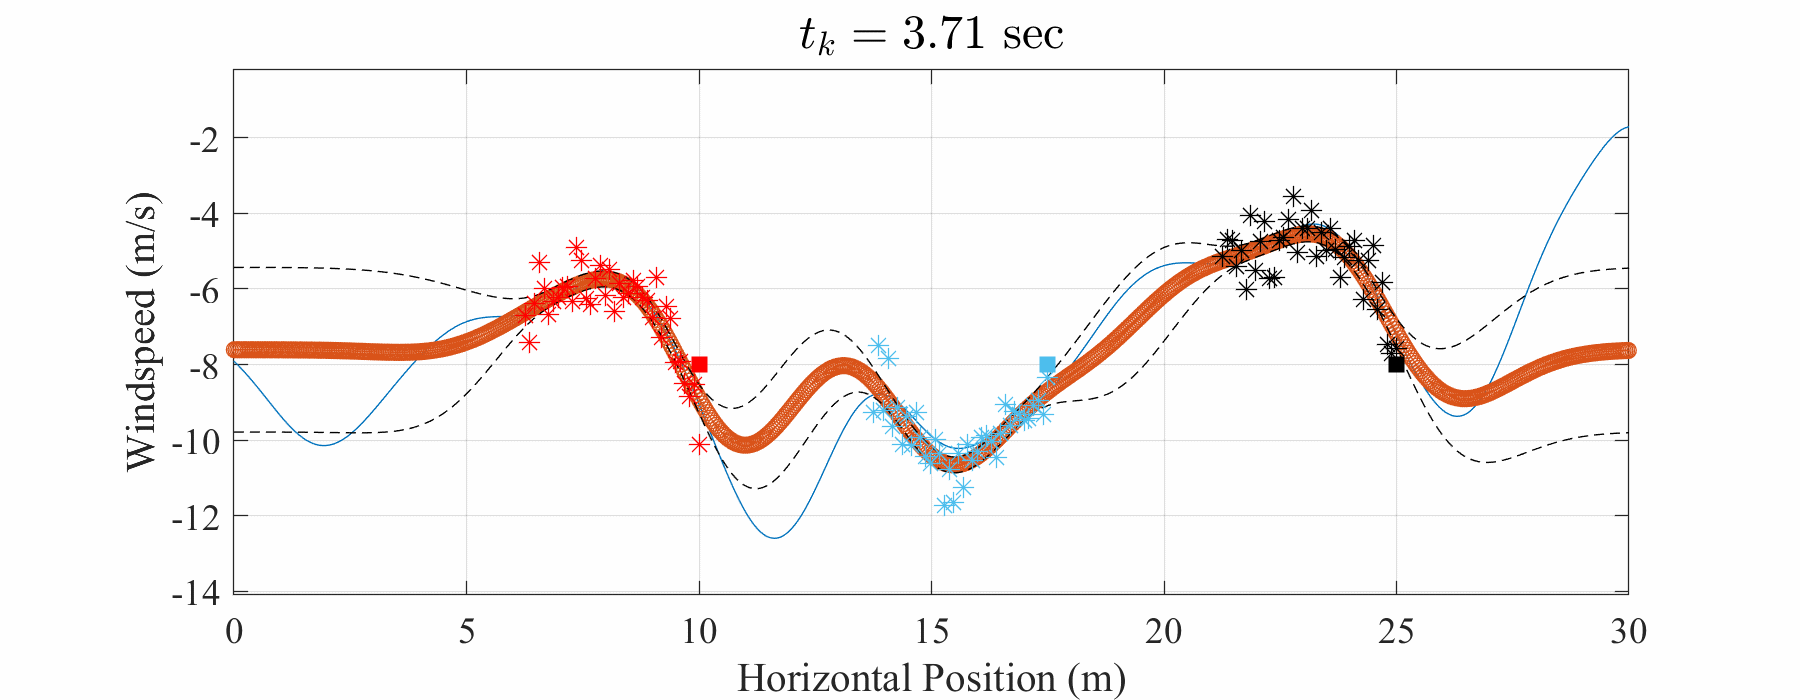 t_k = 3.71 sec
Windspeed (m/s)
-2
-4
-6
-8
-10
-12
-14
0 5 10 15 20 25 30
Horizontal Position (m)